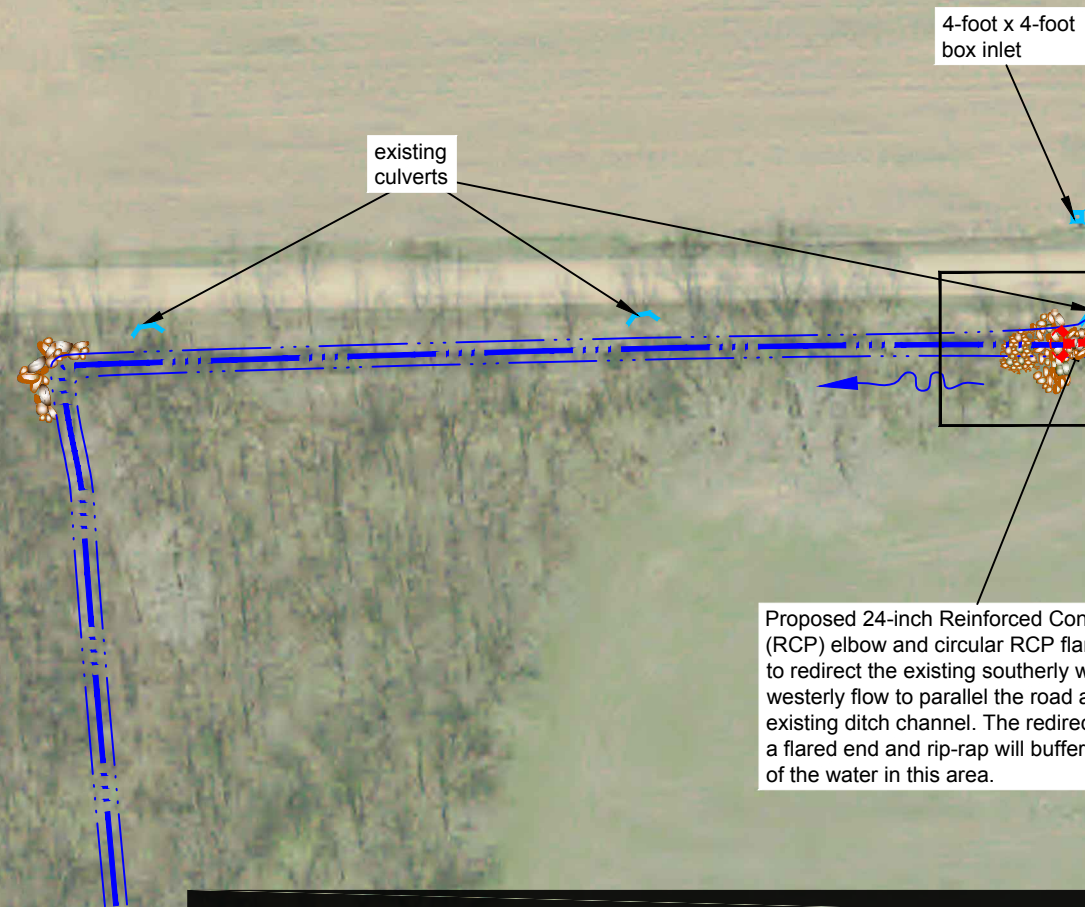 4-foot x 4-foot
box inlet
existing
culverts
Proposed 24-inch Reinforced
(RCP) elbow and circular RCP
to redirect the existing southerly
westerly flow to parallel the road
existing ditch channel. The
a flared end and rip-rap will buffer
of the water in this area.